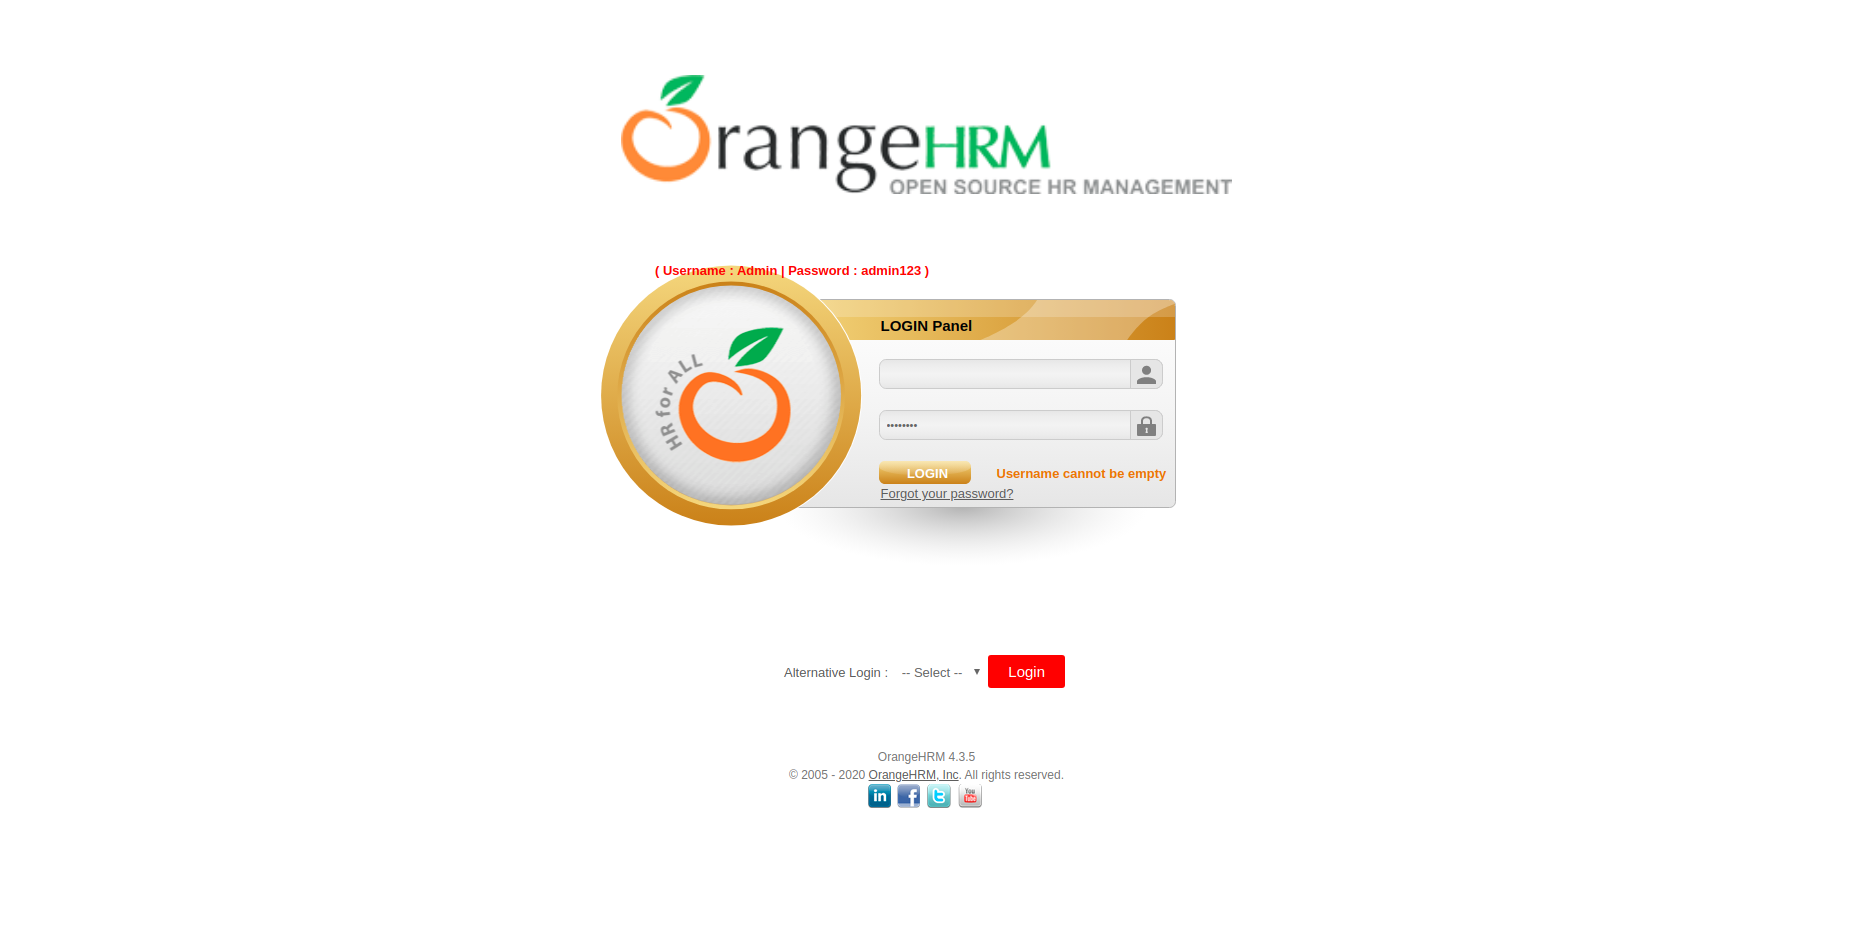 OrangeHRM
OPEN SOURCE HR MANAGEMENT
( Username : Admin | Password : admin123 )
LOGIN Panel
HR for ALL
••••••••
LOGIN
Username cannot be empty
Forgot your password?
Alternative Login :
-- Select --
Login
OrangeHRM 4.3.5
© 2005 - 2020 OrangeHRM, Inc. All rights reserved.
in f t You Tube